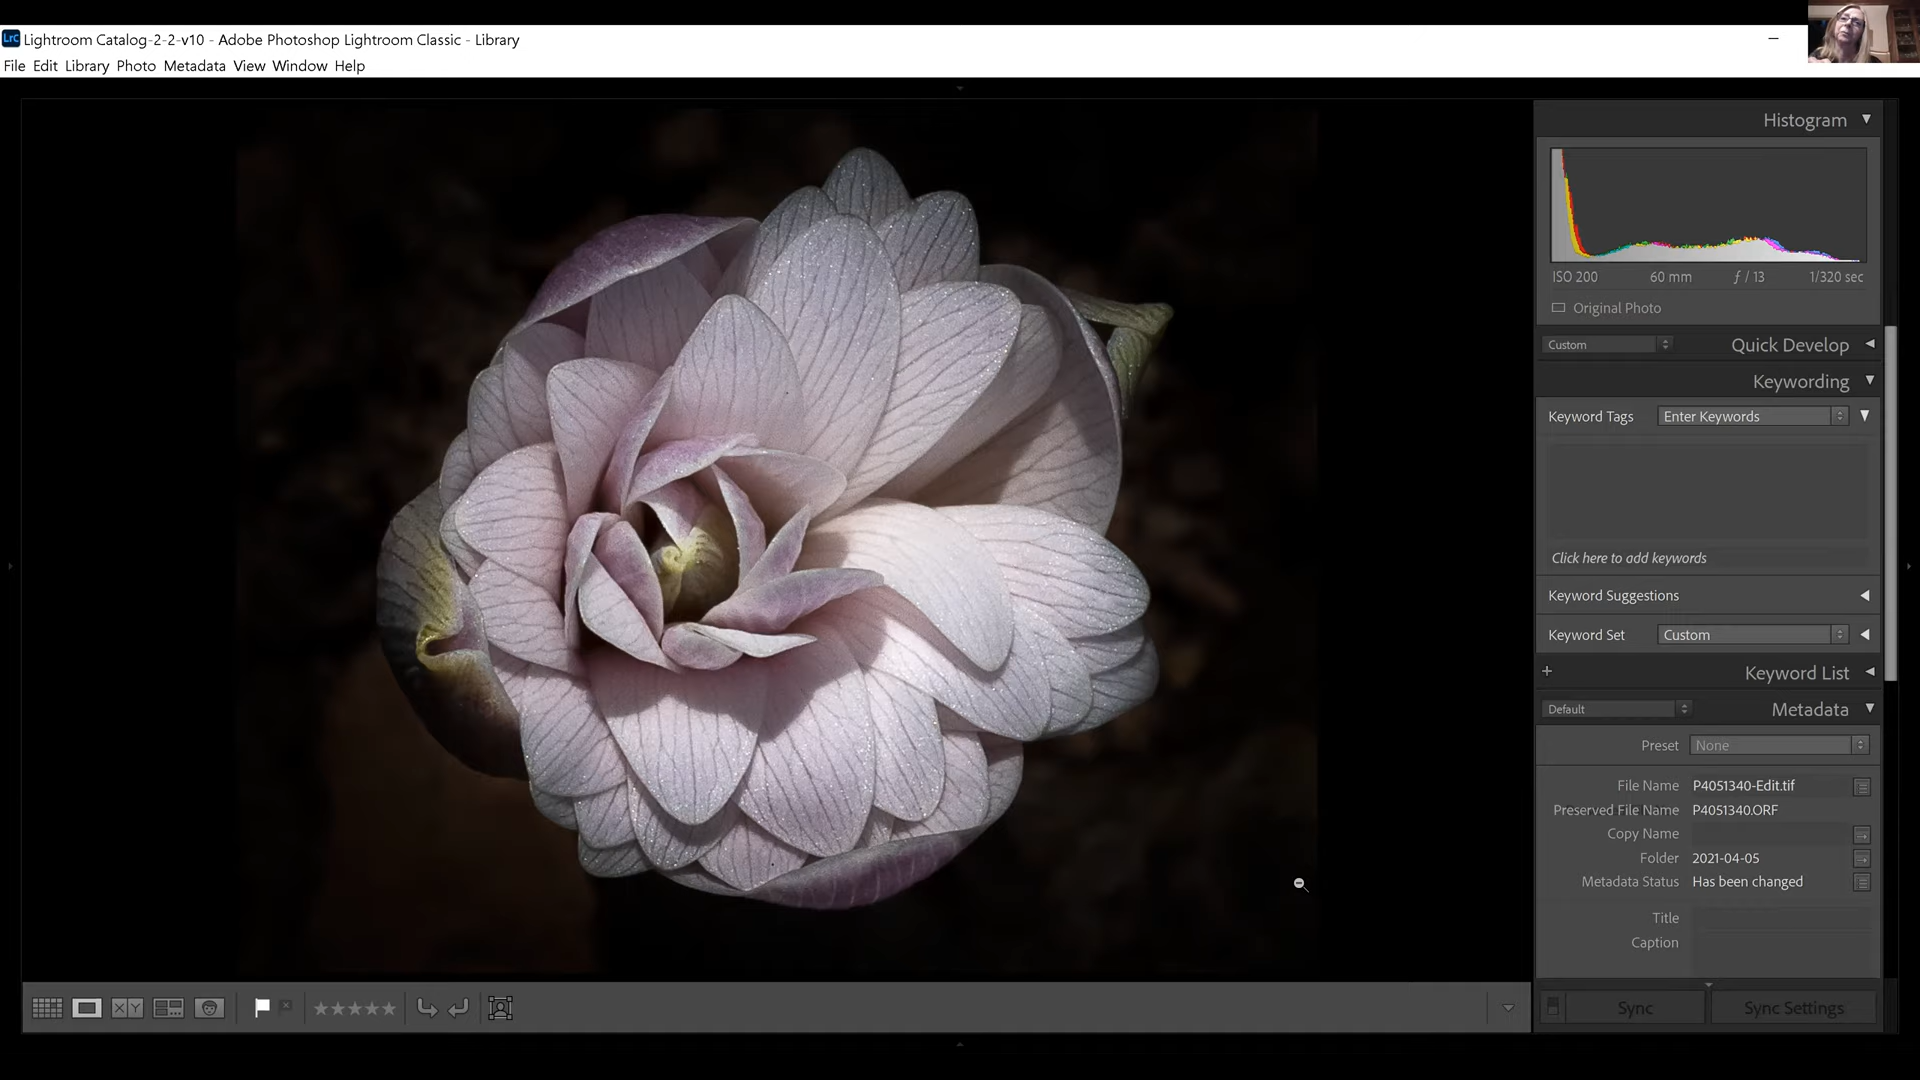 Lrc Lightroom Catalog-2-2-v10 - Adobe Photoshop Lightroom Classic - Library
File Edit Library Photo Metadata View Window Help
Histogram
ISO 200 60 mm ƒ / 13 1/320 sec
Original Photo
Custom Quick Develop
Keywording
Keyword Tags Enter Keywords
Click here to add keywords
Keyword Suggestions
Keyword Set Custom
+ Keyword List
Default Metadata
Preset None
File Name P4051340-Edit.tif
Preserved File Name P4051340.ORF
Copy Name
Folder 2021-04-05
Metadata Status Has been changed
Title
Caption
X Y Sync Sync Settings